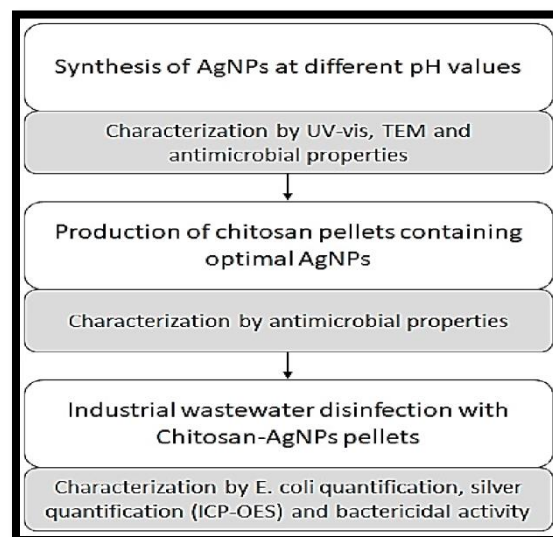 Synthesis of AgNPs at different pH values
Characterization by UV-vis, TEM and
antimicrobial properties
Production of chitosan pellets containing
optimal AgNPs
Characterization by antimicrobial properties
Industrial wastewater disinfection with
Chitosan-AgNPs pellets
Characterization by E. coli quantification, silver
quantification (ICP-OES) and bactericidal activity